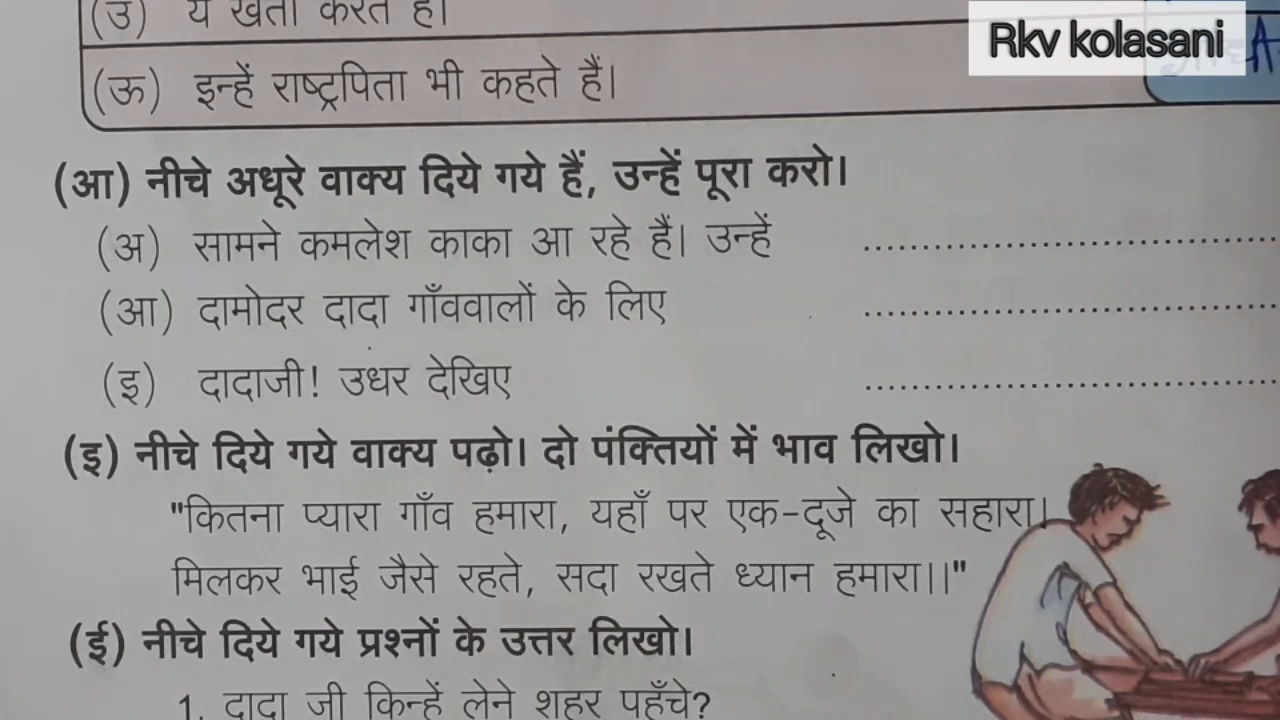 (उ) ये खेती करते हैं।
Rkv kolasani
(ऊ) इन्हें राष्ट्रपिता भी कहते हैं।
(आ) नीचे अधूरे वाक्य दिये गये हैं, उन्हें पूरा करो।
(अ) सामने कमलेश काका आ रहे हैं। उन्हें ........................................
(आ) दामोदर दादा गाँववालों के लिए ........................................
(इ) दादाजी! उधर देखिए ........................................
(इ) नीचे दिये गये वाक्य पढ़ो। दो पंक्तियों में भाव लिखो।
"कितना प्यारा गाँव हमारा, यहाँ पर एक-दूजे का सहारा।
मिलकर भाई जैसे रहते, सदा रखते ध्यान हमारा।।"
(ई) नीचे दिये गये प्रश्नों के उत्तर लिखो।
1. दादा जी किन्हें लेने शहर पहुँचे?